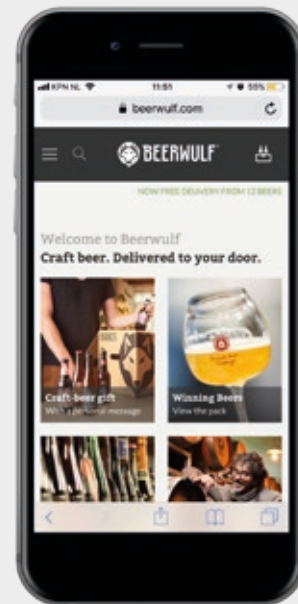 KPN NL 11:51 55%
beerwulf.com
BEERWULF
NOW FREE DELIVERY FROM 12 BEERS
Welcome to Beerwulf
Craft beer. Delivered to your door.
Craft-beer gift
With a personal message
Winning Beers
View the pack